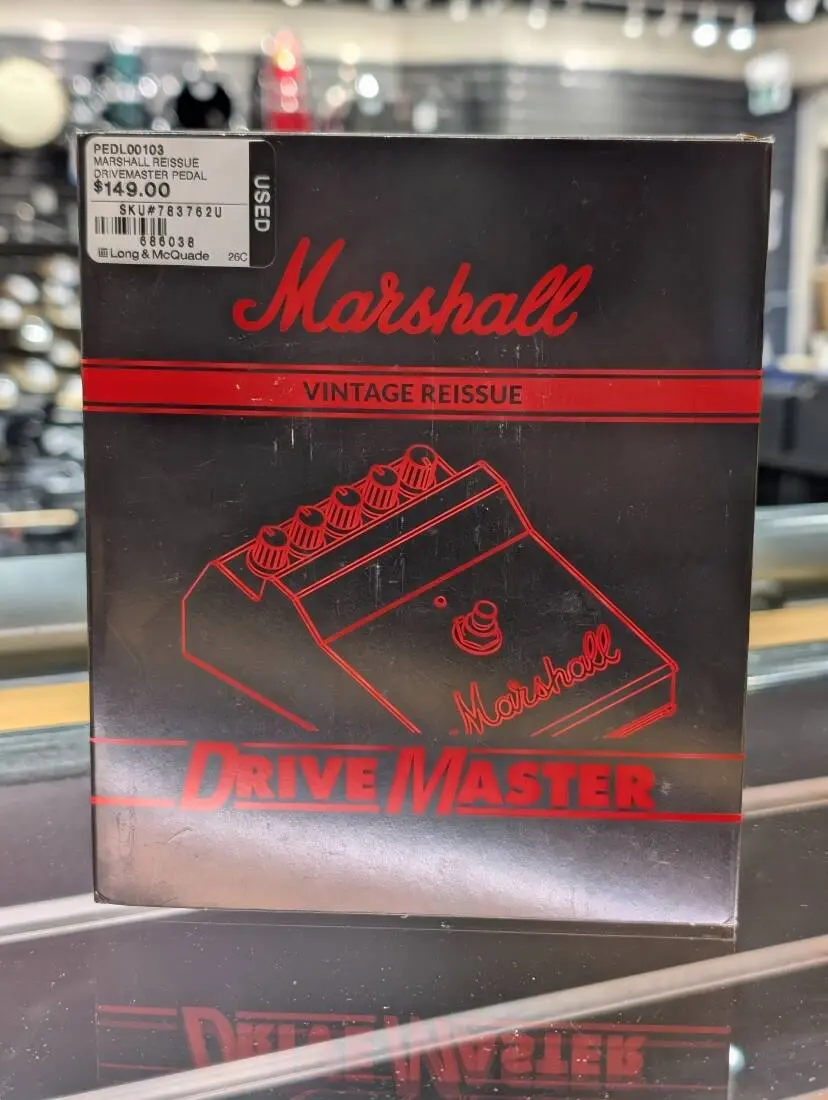 PEDL00103
MARSHALL REISSUE
DRIVEMASTER PEDAL
$149.00
SKU#783762U
686038
Long & McQuade 26C
USED
Marshall
VINTAGE REISSUE
Marshall
DRIVEMASTER
DRIVEMASTER